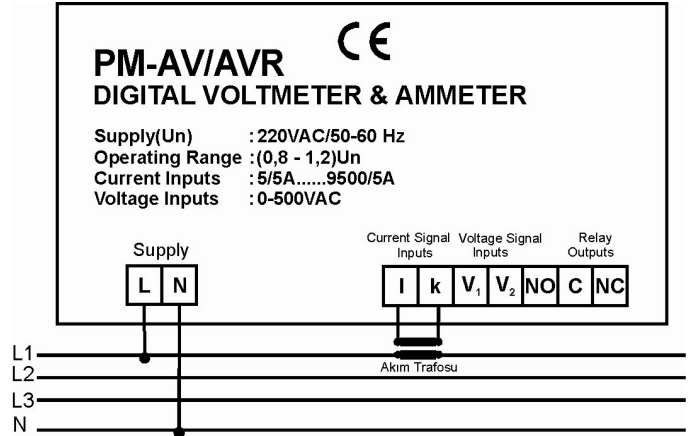 CE
PM-AV/AVR
DIGITAL VOLTMETER & AMMETER
Supply(Un) : 220VAC/50-60 Hz
Operating Range : (0,8 - 1,2)Un
Current Inputs : 5/5A......9500/5A
Voltage Inputs : 0-500VAC
Supply
L N
Current Signal Inputs
Voltage Signal Inputs
Relay Outputs
l k V1 V2 NO C NC
Akım Trafosu
L1
L2
L3
N